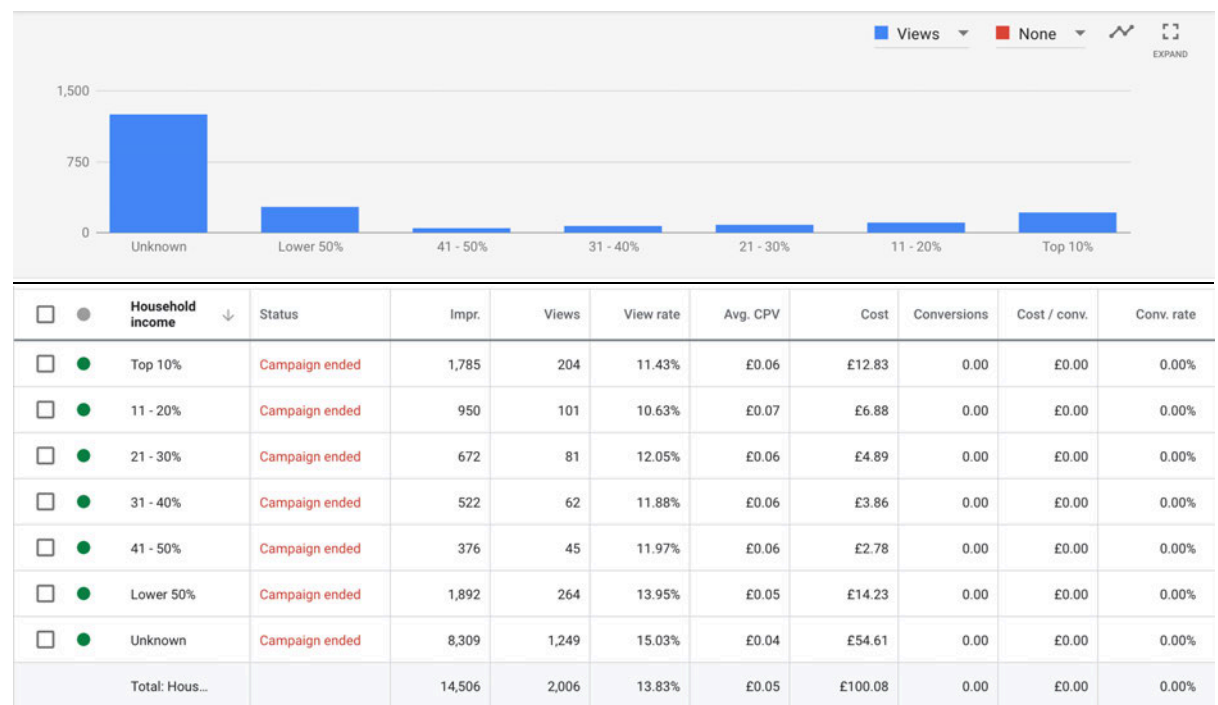 Views None
EXPAND
1,500
750
0
Unknown Lower 50% 41 - 50% 31 - 40% 21 - 30% 11 - 20% Top 10%
Household income Status Impr. Views View rate Avg. CPV Cost Conversions Cost / conv. Conv. rate
Top 10% Campaign ended 1,785 204 11.43% £0.06 £12.83 0.00 £0.00 0.00%
11 - 20% Campaign ended 950 101 10.63% £0.07 £6.88 0.00 £0.00 0.00%
21 - 30% Campaign ended 672 81 12.05% £0.06 £4.89 0.00 £0.00 0.00%
31 - 40% Campaign ended 522 62 11.88% £0.06 £3.86 0.00 £0.00 0.00%
41 - 50% Campaign ended 376 45 11.97% £0.06 £2.78 0.00 £0.00 0.00%
Lower 50% Campaign ended 1,892 264 13.95% £0.05 £14.23 0.00 £0.00 0.00%
Unknown Campaign ended 8,309 1,249 15.03% £0.04 £54.61 0.00 £0.00 0.00%
Total: Hous... 14,506 2,006 13.83% £0.05 £100.08 0.00 £0.00 0.00%